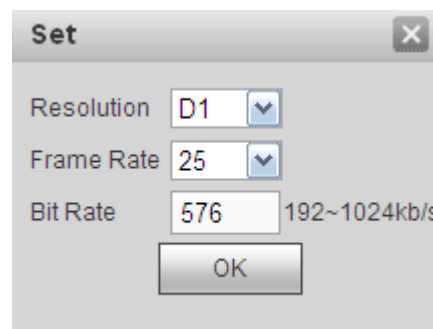 Set
Resolution D1
Frame Rate 25
Bit Rate 576 192~1024kb/s
OK